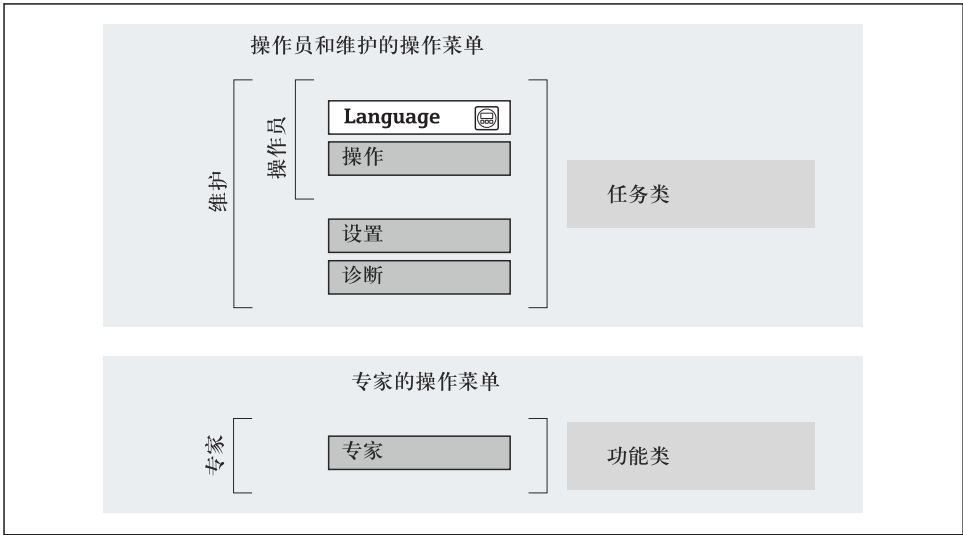 操作员和维护的操作菜单
维护
操作员
Language
操作
设置
诊断
任务类
专家的操作菜单
专家
专家
功能类